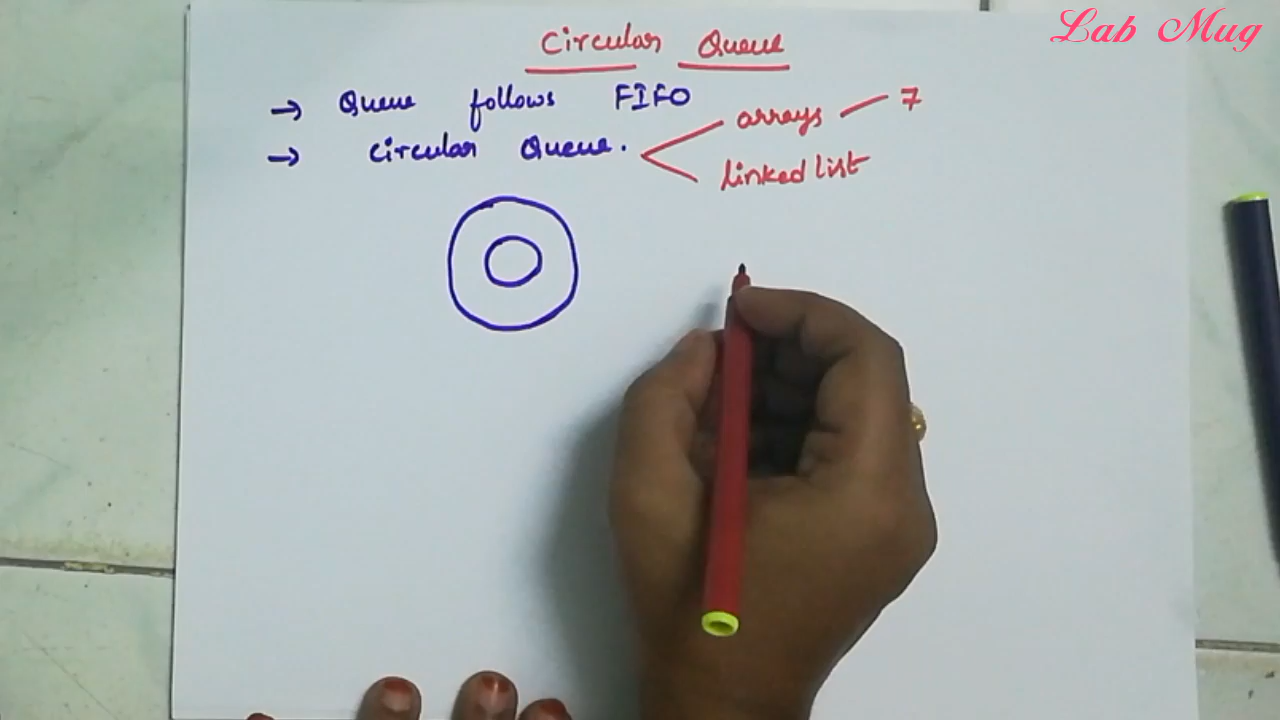 Lab Mug
Circular Queue
→ Queue follows FIFO
→ circular Queue.
arrays 7
linked list